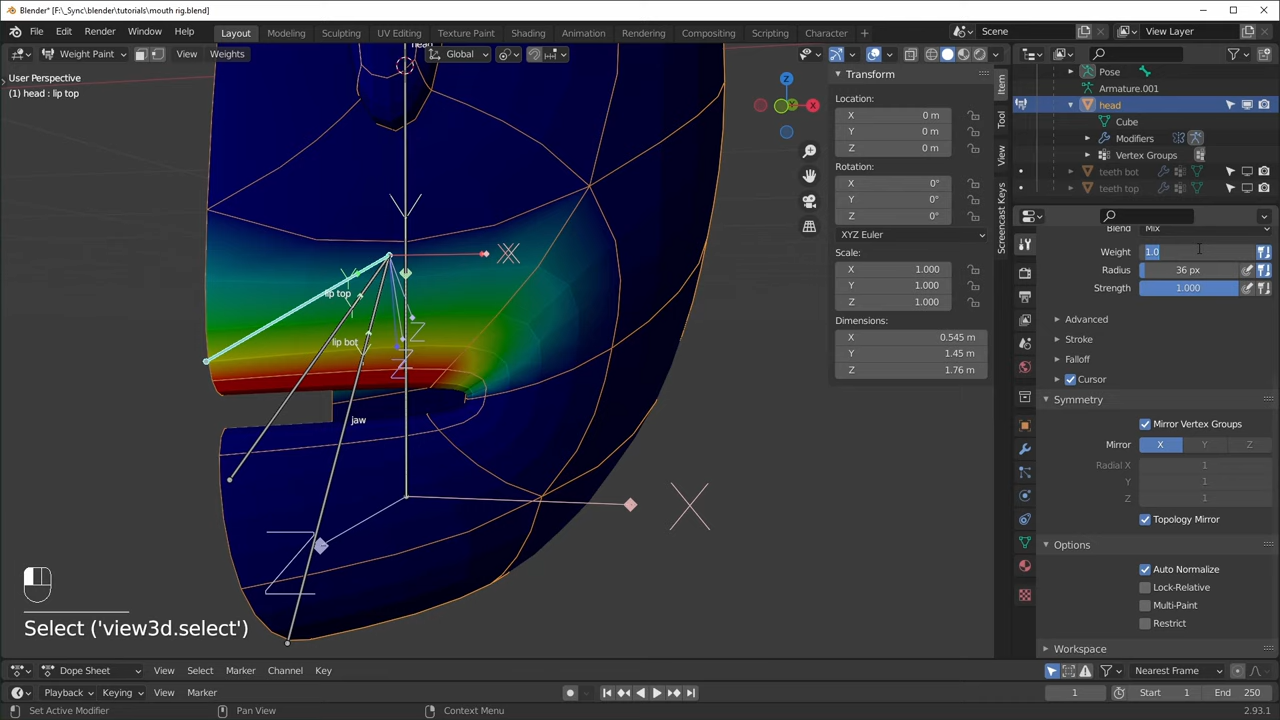 Blender* [F:\_Sync\blender\tutorials\mouth rig.blend]
File Edit Render Window Help Layout Modeling Sculpting UV Editing Texture Paint Shading Animation Rendering Compositing Scripting Character Scene View Layer
Weight Paint View Weights Global
User Perspective
(1) head : lip top
head
lip top
lip bot
jaw
X
Y
Z
Select ('view3d.select')
Transform
Location:
X 0 m
Y 0 m
Z 0 m
Rotation:
X 0°
Y 0°
Z 0°
XYZ Euler
Scale:
X 1.000
Y 1.000
Z 1.000
Dimensions:
X 0.545 m
Y 1.45 m
Z 1.76 m
Item
Tool
View
Screencast Keys
Pose
Armature.001
head
Cube
Modifiers
Vertex Groups
teeth bot
teeth top
Blend Mix
Weight 1.0
Radius 36 px
Strength 1.000
Advanced
Stroke
Falloff
Cursor
Symmetry
Mirror Vertex Groups
Mirror X Y Z
Radial X 1
Y 1
Z 1
Topology Mirror
Options
Auto Normalize
Lock-Relative
Multi-Paint
Restrict
Workspace
Dope Sheet View Select Marker Channel Key Nearest Frame
Playback Keying View Marker 1 Start 1 End 250
Set Active Modifier Pan View Context Menu 2.93.1